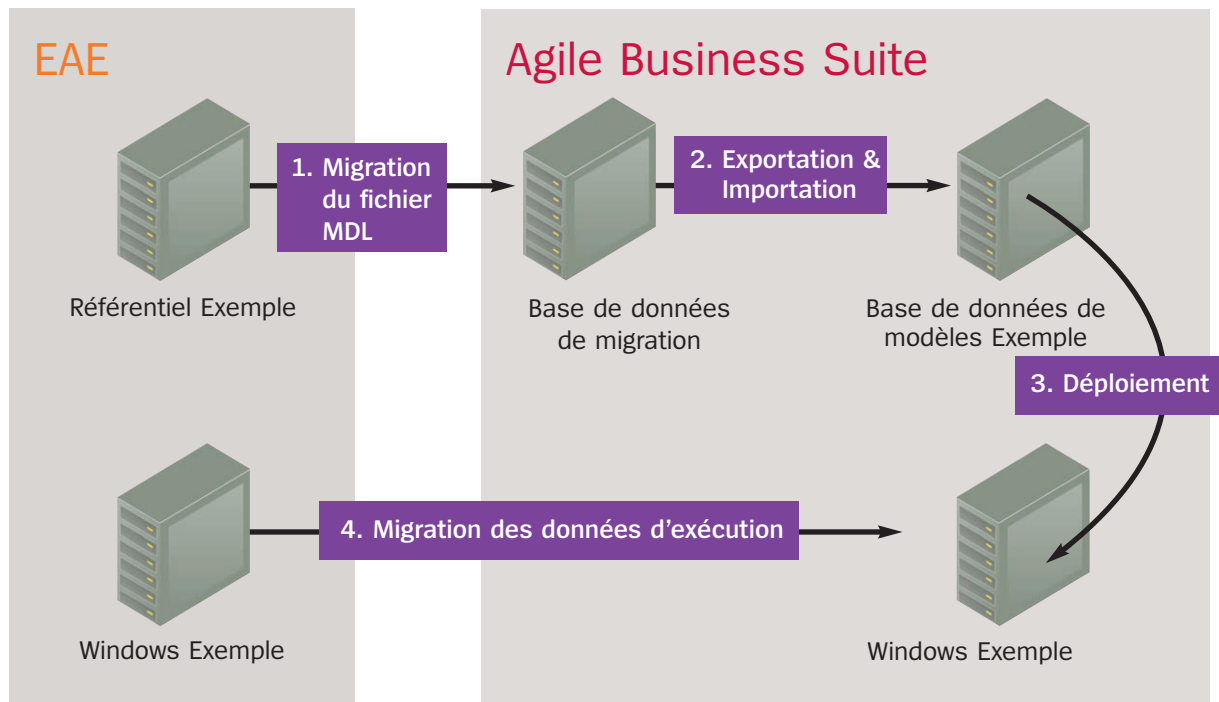 EAE
Agile Business Suite
1. Migration
du fichier
MDL
2. Exportation &
Importation
Référentiel Exemple
Base de données
de migration
Base de données de
modèles Exemple
3. Déploiement
4. Migration des données d’exécution
Windows Exemple
Windows Exemple